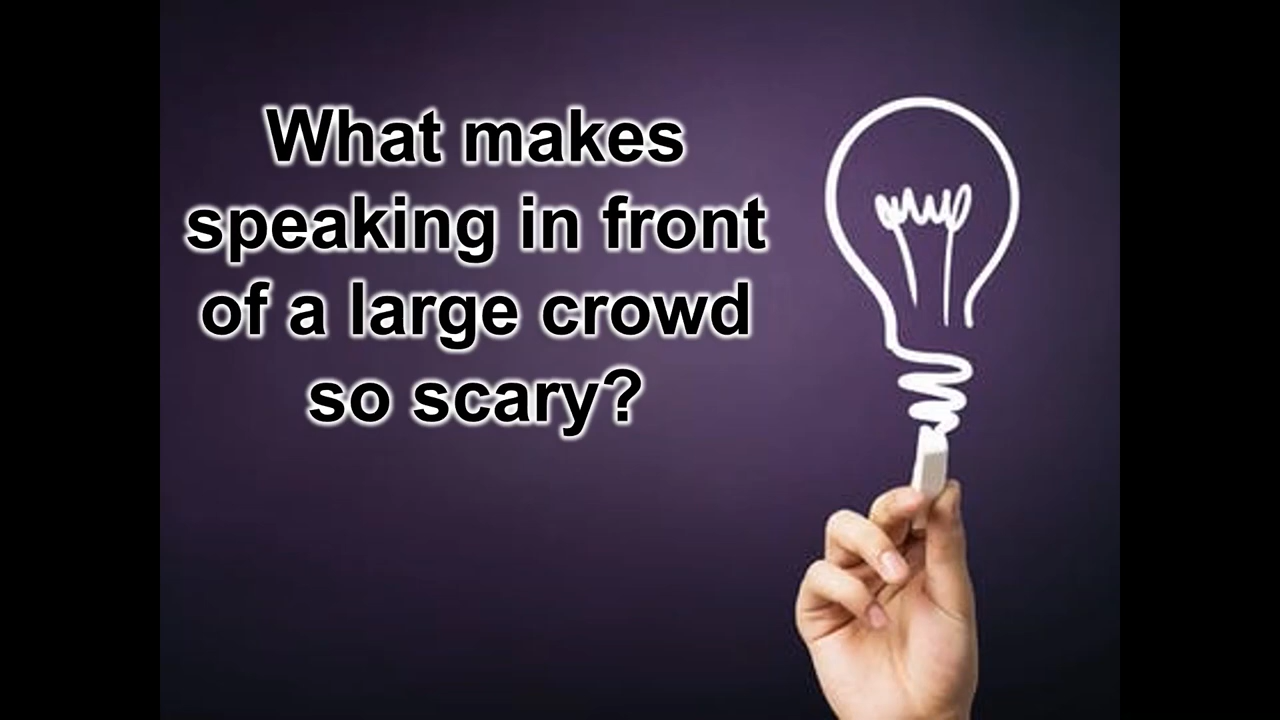 What makes
speaking in front
of a large crowd
so scary?